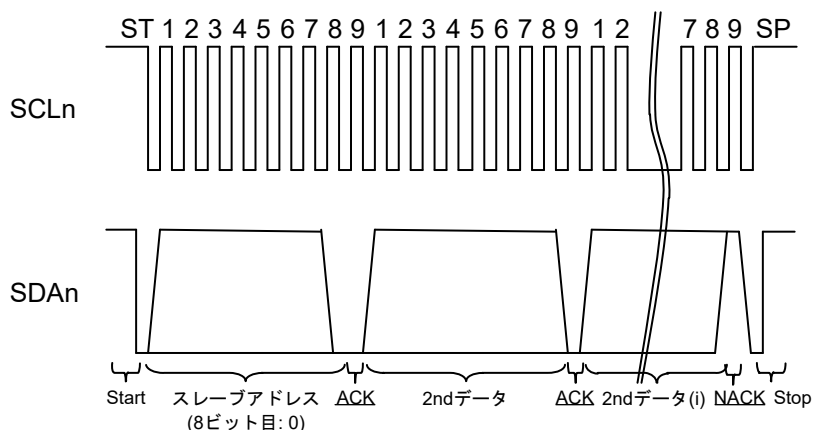 ST 1 2 3 4 5 6 7 8 9 1 2 3 4 5 6 7 8 9 1 2 7 8 9 SP
SCLn
SDAn
Start スレーブアドレス ACK 2ndデータ ACK 2ndデータ(i) NACK Stop
(8ビット目: 0)